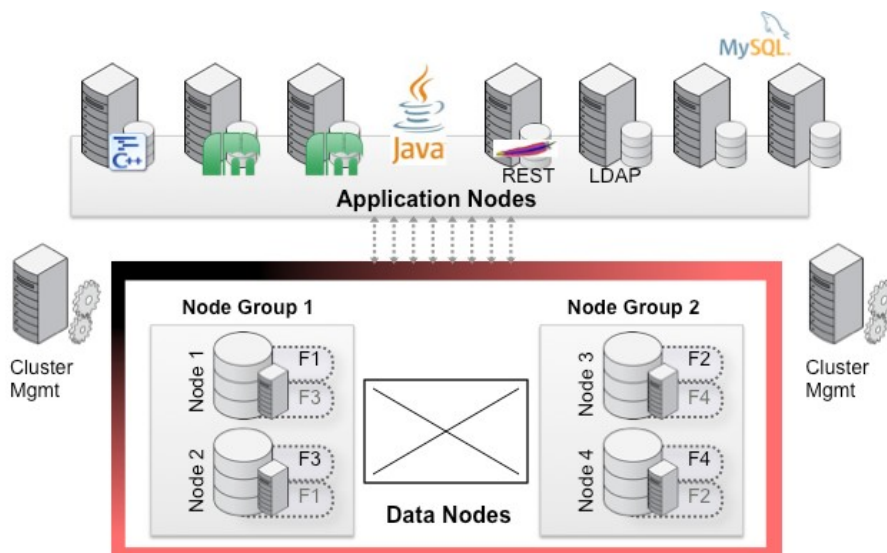 MySQL
C++
Java
REST
LDAP
Application Nodes
Cluster
Mgmt
Cluster
Mgmt
Node Group 1
Node 1
F1
F3
Node 2
F3
F1
Node Group 2
Node 3
F2
F4
Node 4
F4
F2
Data Nodes